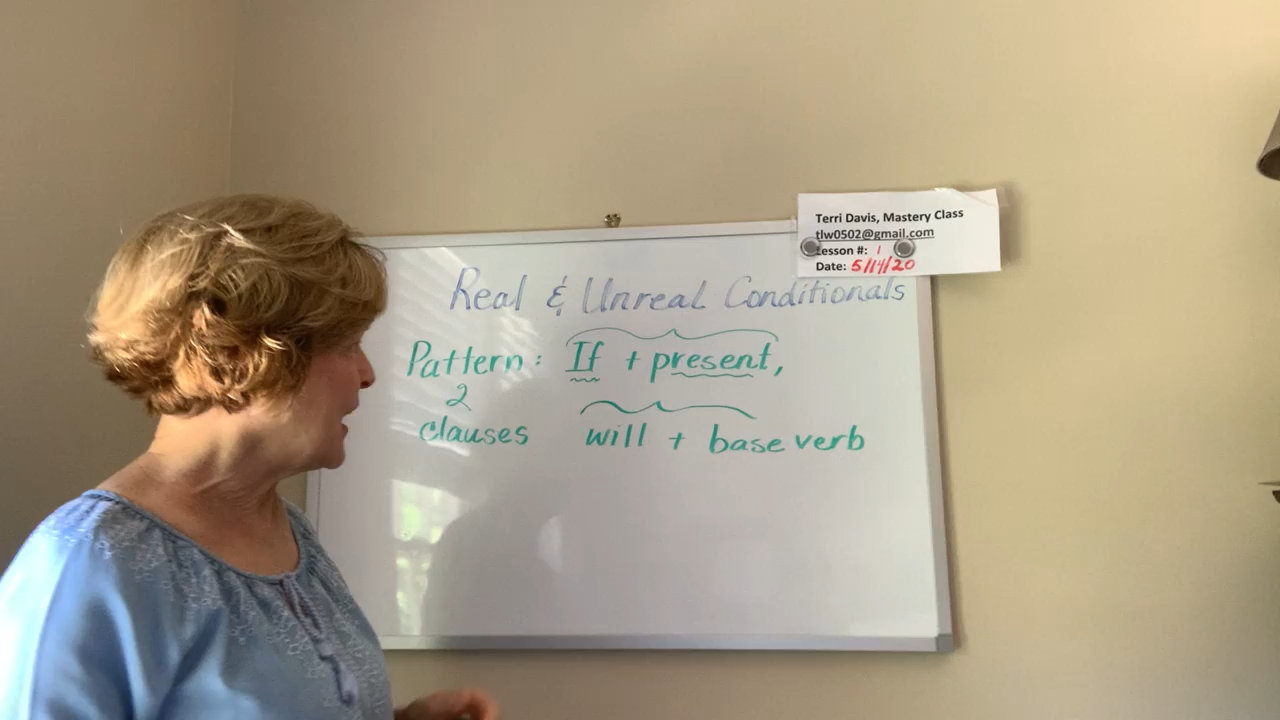 Terri Davis, Mastery Class
tlw0502@gmail.com
Lesson #: 1
Date: 5/14/20
Real & Unreal Conditionals
Pattern: If + present,
2
clauses will + base verb